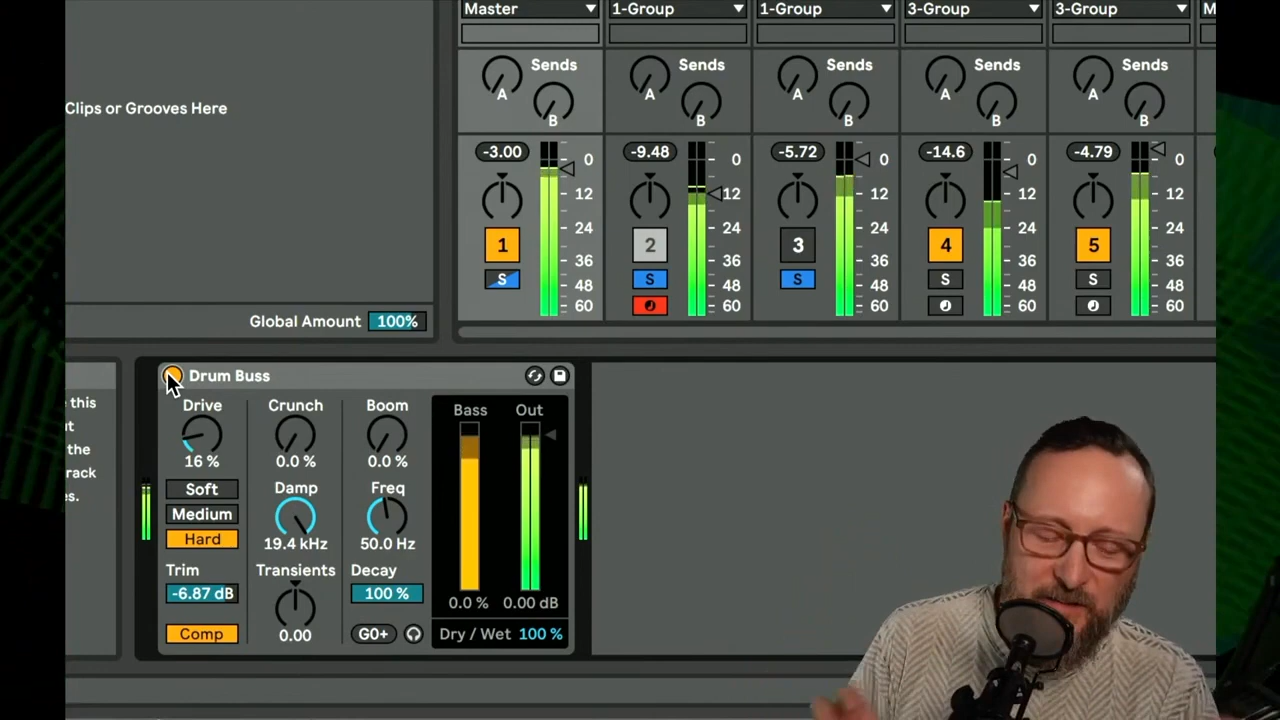 Master 1-Group 1-Group 3-Group 3-Group M
Sends Sends Sends Sends Sends
A A A A A
B B B B B
Clips or Grooves Here
-3.00 0 -9.48 0 -5.72 0 -14.6 0 -4.79 0
12 12 12 12 12
24 24 24 24 24
1 2 3 4 5
36 36 36 36 36
S S S S S
48 48 48 48 48
60 60 60 60 60
Global Amount 100%
Drum Buss
this
ut
the
rack
es.
Drive Crunch Boom
16 % 0.0 % 0.0 %
Soft Damp Freq
Medium
Hard 19.4 kHz 50.0 Hz
Trim Transients Decay
-6.87 dB 100 %
Comp 0.00 G0+
Bass Out
0.0 % 0.00 dB
Dry / Wet 100 %